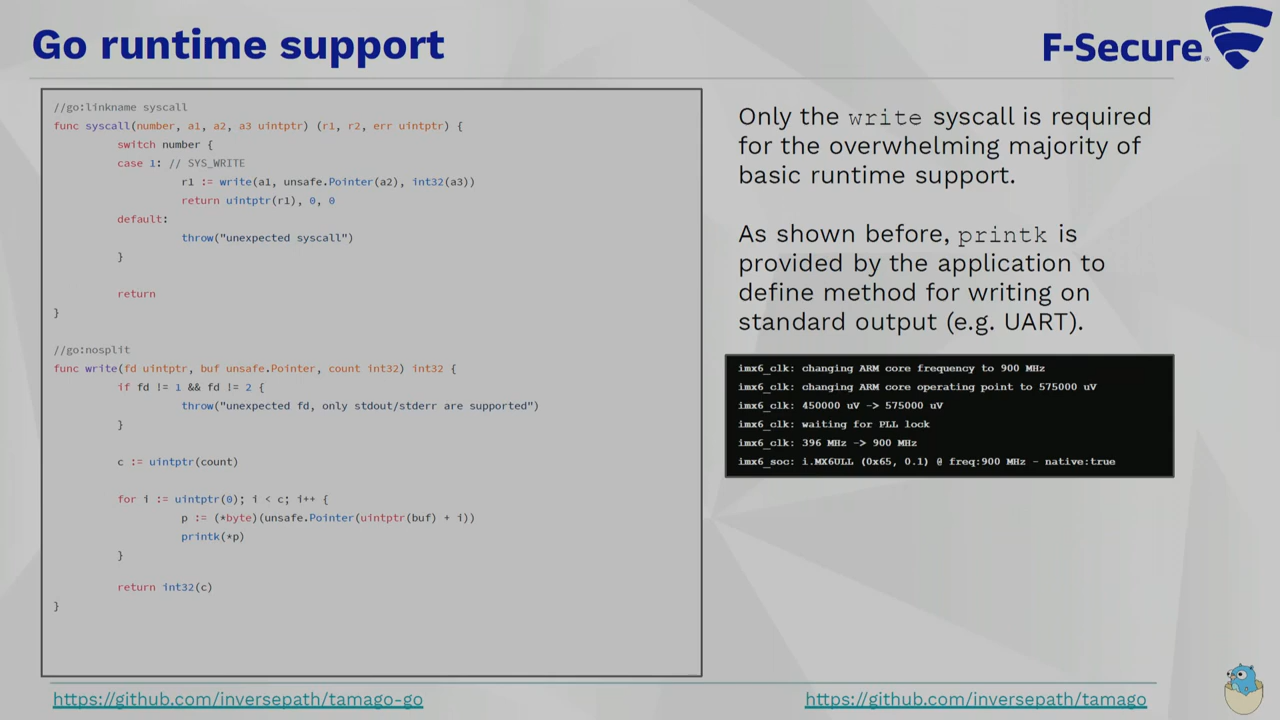 Go runtime support
F-Secure®
//go:linkname syscall
func syscall(number, a1, a2, a3 uintptr) (r1, r2, err uintptr) {
switch number {
case 1: // SYS_WRITE
r1 := write(a1, unsafe.Pointer(a2), int32(a3))
return uintptr(r1), 0, 0
default:
throw("unexpected syscall")
}
return
}
//go:nosplit
func write(fd uintptr, buf unsafe.Pointer, count int32) int32 {
if fd != 1 && fd != 2 {
throw("unexpected fd, only stdout/stderr are supported")
}
c := uintptr(count)
for i := uintptr(0); i < c; i++ {
p := (*byte)(unsafe.Pointer(uintptr(buf) + i))
printk(*p)
}
return int32(c)
}
Only the write syscall is required
for the overwhelming majority of
basic runtime support.
As shown before, printk is
provided by the application to
define method for writing on
standard output (e.g. UART).
imx6_clk: changing ARM core frequency to 900 MHz
imx6_clk: changing ARM core operating point to 575000 uV
imx6_clk: 450000 uV -> 575000 uV
imx6_clk: waiting for PLL lock
imx6_clk: 396 MHz -> 900 MHz
imx6_soc: i.MX6ULL (0x65, 0.1) @ freq:900 MHz - native:true
https://github.com/inversepath/tamago-go
https://github.com/inversepath/tamago